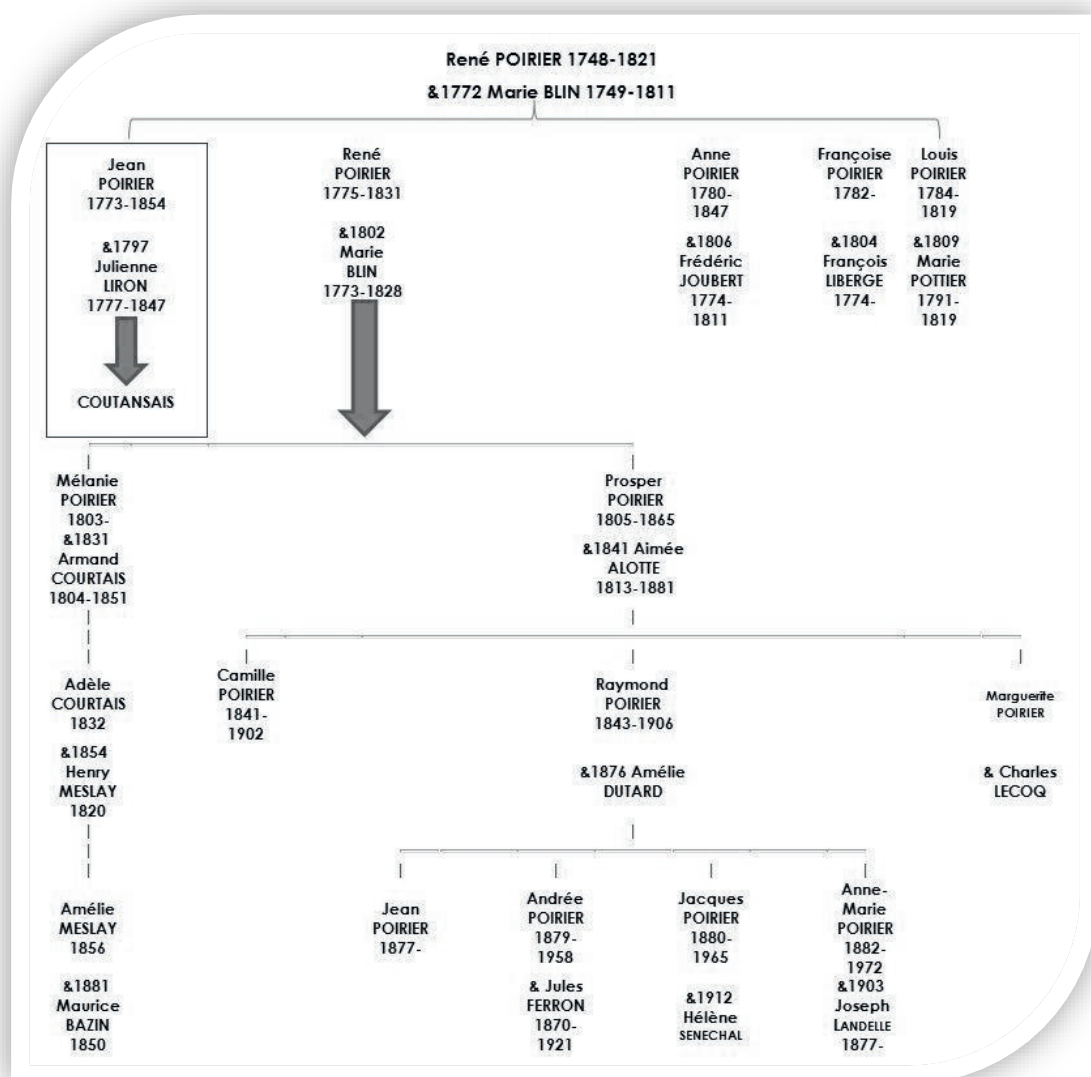 René POIRIER 1748-1821
&1772 Marie BLIN 1749-1811
Jean
POIRIER
1773-1854
&1797
Julienne
LIRON
1777-1847
COUTANSAIS
René
POIRIER
1775-1831
&1802
Marie
BLIN
1773-1828
Anne
POIRIER
1780-
1847
&1806
Frédéric
JOUBERT
1774-
1811
Françoise
POIRIER
1782-
&1804
François
LIBERGE
1774-
Louis
POIRIER
1784-
1819
&1809
Marie
POTTIER
1791-
1819
Mélanie
POIRIER
1803-
&1831
Armand
COURTAIS
1804-1851
Prosper
POIRIER
1805-1865
&1841 Aimée
ALOTTE
1813-1881
Adèle
COURTAIS
1832
&1854
Henry
MESLAY
1820
Camille
POIRIER
1841-
1902
Raymond
POIRIER
1843-1906
&1876 Amélie
DUTARD
Marguerite
POIRIER
& Charles
LECOQ
Amélie
MESLAY
1856
&1881
Maurice
BAZIN
1850
Jean
POIRIER
1877-
Andrée
POIRIER
1879-
1958
& Jules
FERRON
1870-
1921
Jacques
POIRIER
1880-
1965
&1912
Hélène
SENECHAL
Anne-
Marie
POIRIER
1882-
1972
&1903
Joseph
LANDELLE
1877-